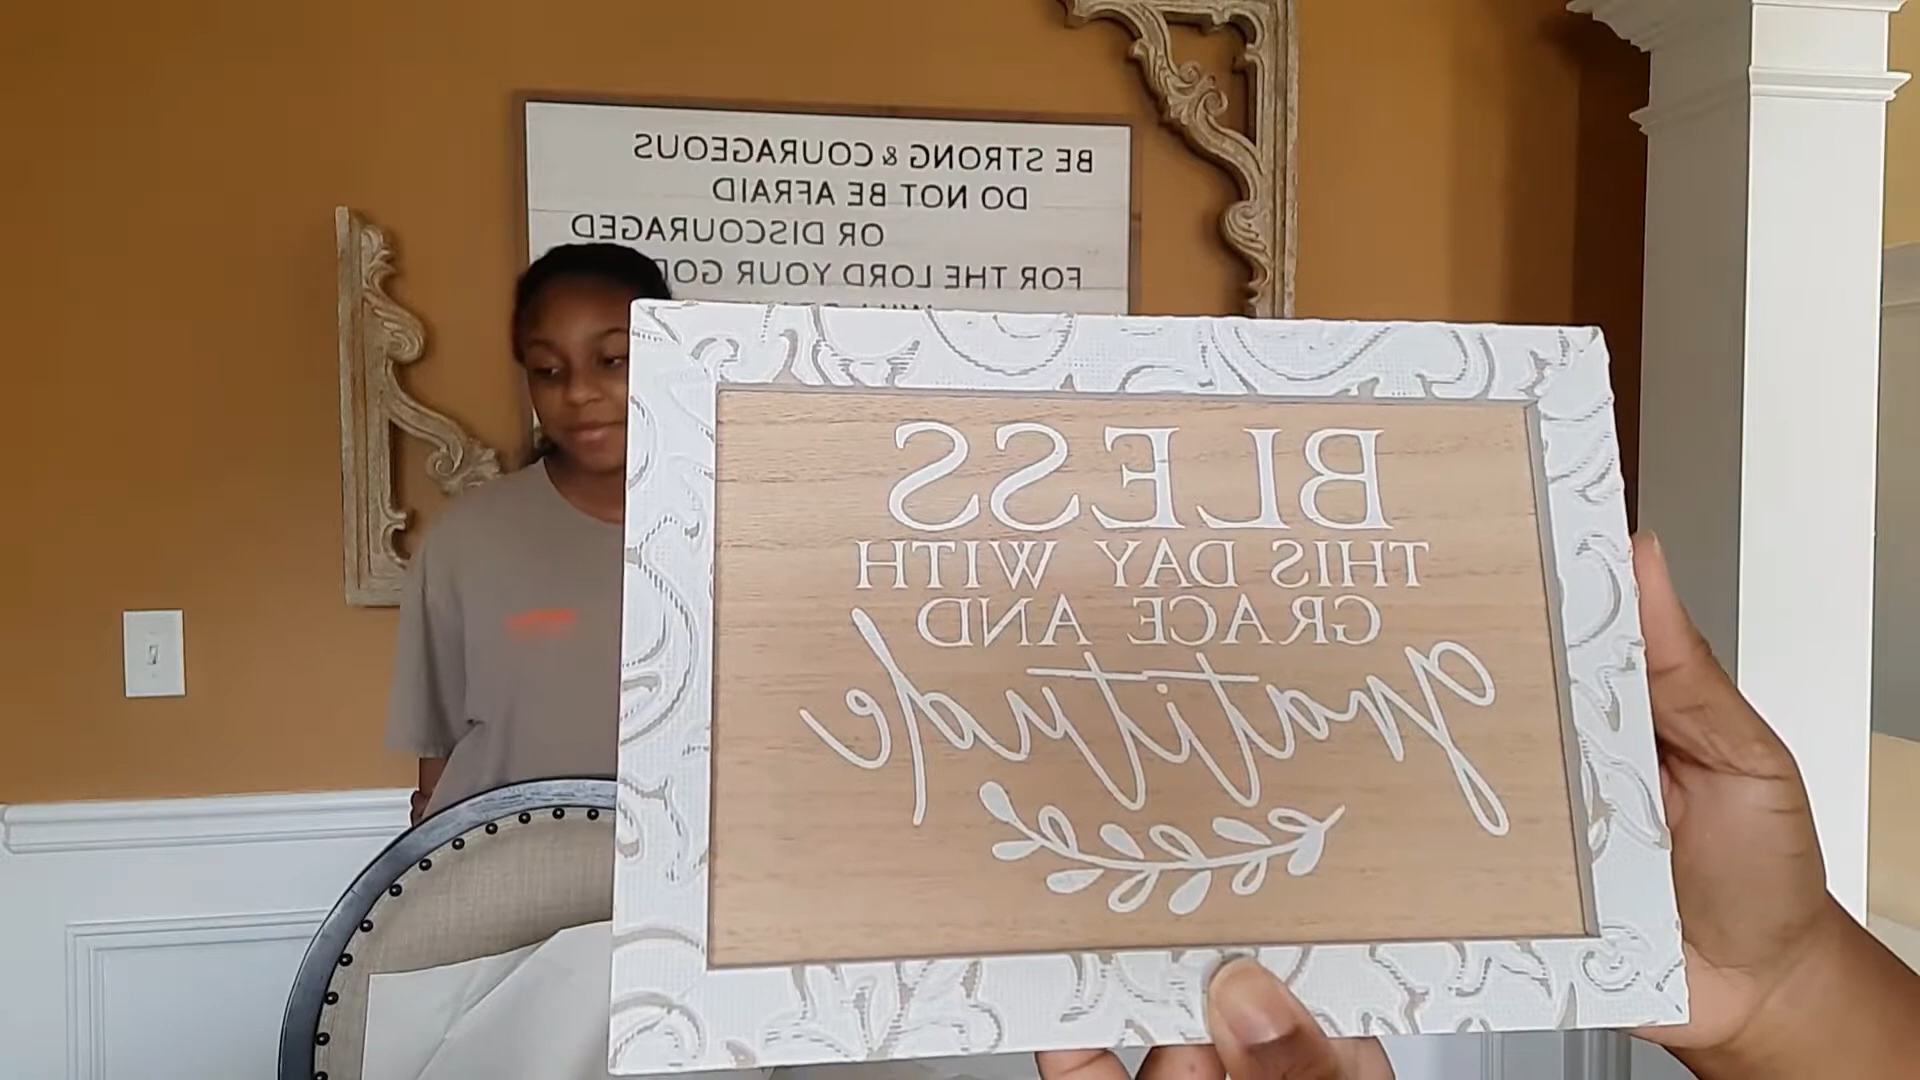 BE STRONG & COURAGEOUS
DO NOT BE AFRAID
OR DISCOURAGED
FOR THE LORD YOUR GOD
BLESS
THIS DAY WITH
GRACE AND
gratitude